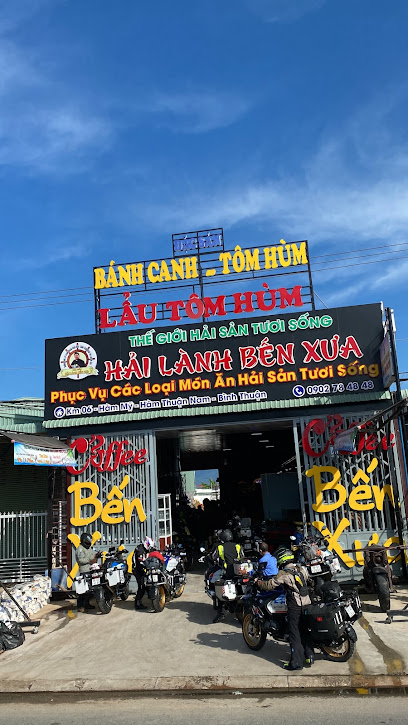 BÁNH CANH - TÔM HÙM
LẨU TÔM HÙM
THẾ GIỚI HẢI SẢN TƯƠI SỐNG
HẢI LÀNH BẾN XƯA
Phục Vụ Các Loại Món Ăn Hải Sản Tươi Sống
Km 05 - Hàm Mỹ - Hàm Thuận Nam - Bình Thuận
0902 78 48 48
Coffee
Bến
Coffee
Bến
Xưa